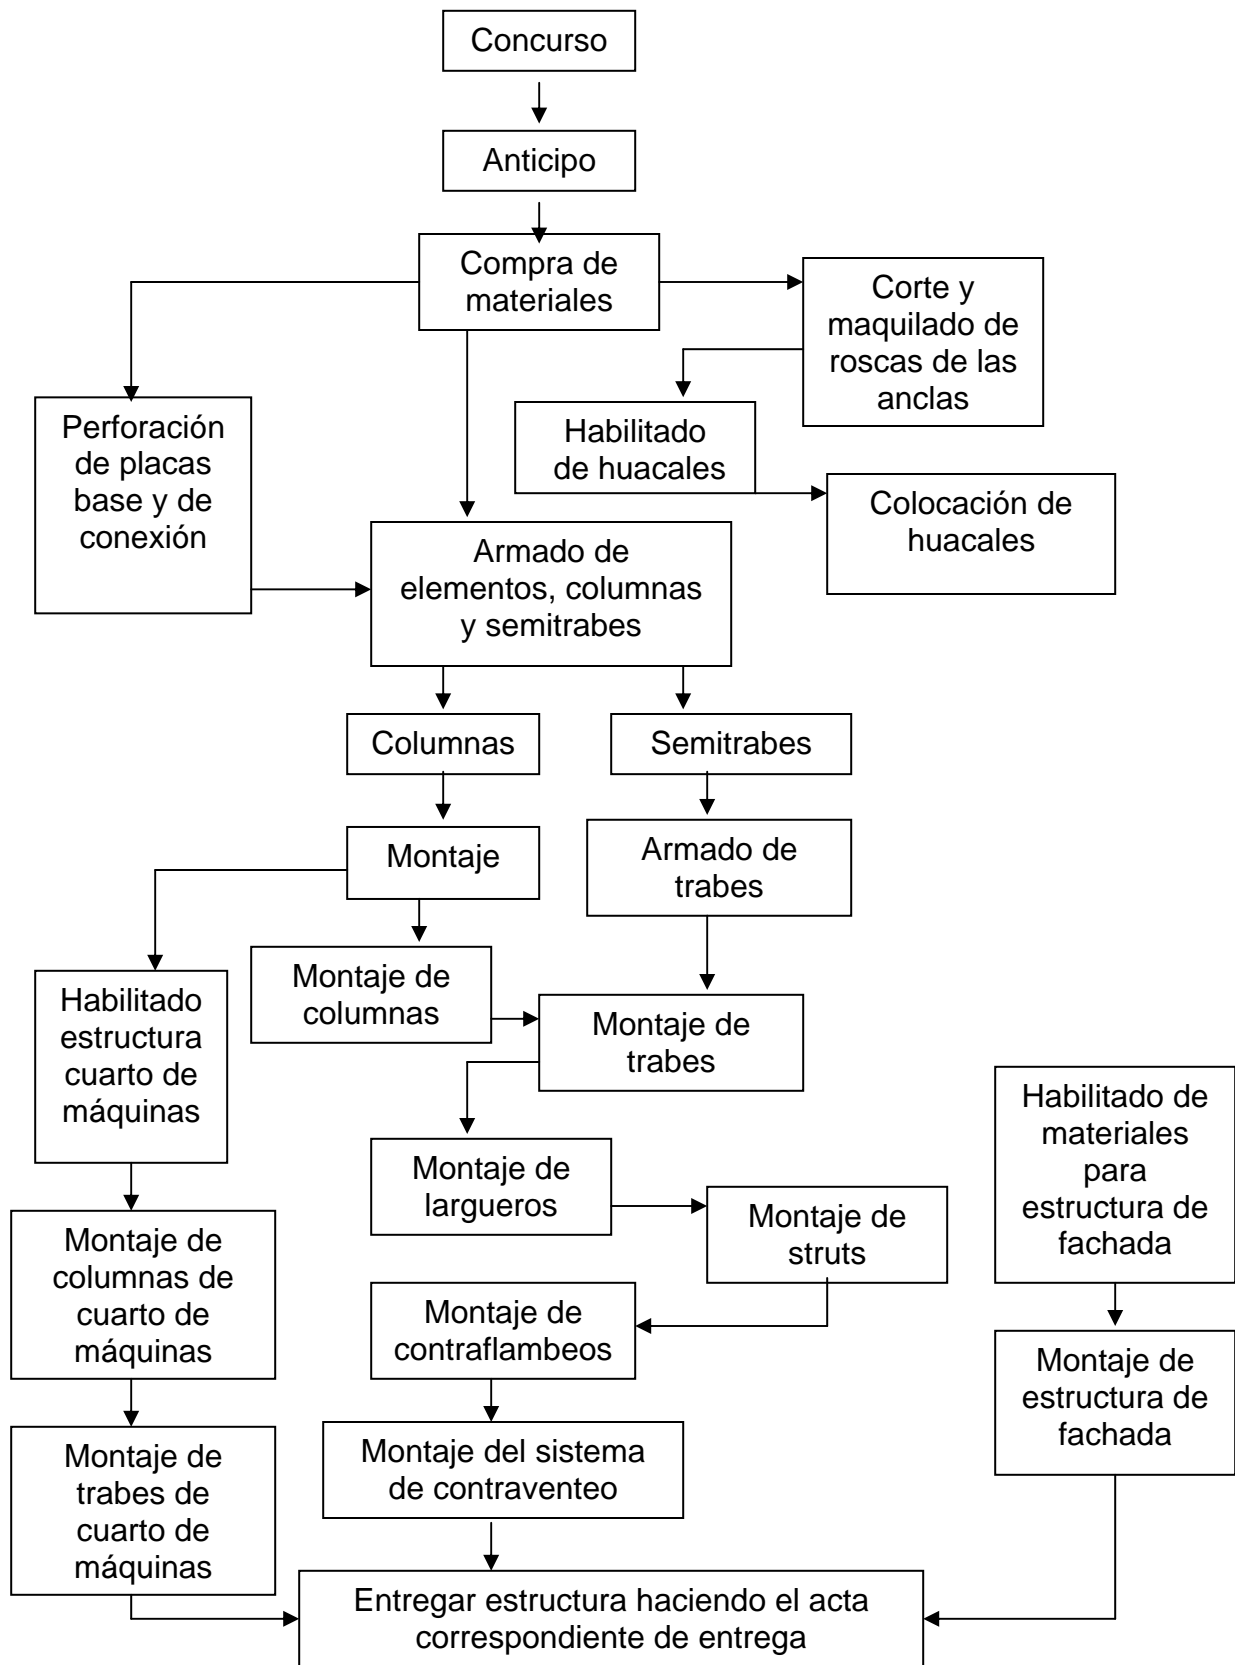 Concurso
Anticipo
Compra de
materiales
Corte y
maquilado de
roscas de las
anclas
Perforación
de placas
base y de
conexión
Habilitado
de huacales
Colocación de
huacales
Armado de
elementos, columnas
y semitrabes
Columnas
Semitrabes
Montaje
Armado de
trabes
Montaje de
columnas
Habilitado
estructura
cuarto de
máquinas
Montaje de
trabes
Habilitado de
materiales
para
estructura de
fachada
Montaje de
largueros
Montaje de
struts
Montaje de
columnas de
cuarto de
máquinas
Montaje de
contraflambeos
Montaje de
estructura de
fachada
Montaje de
trabes de
cuarto de
máquinas
Montaje del sistema
de contraventeo
Entregar estructura haciendo el acta
correspondiente de entrega